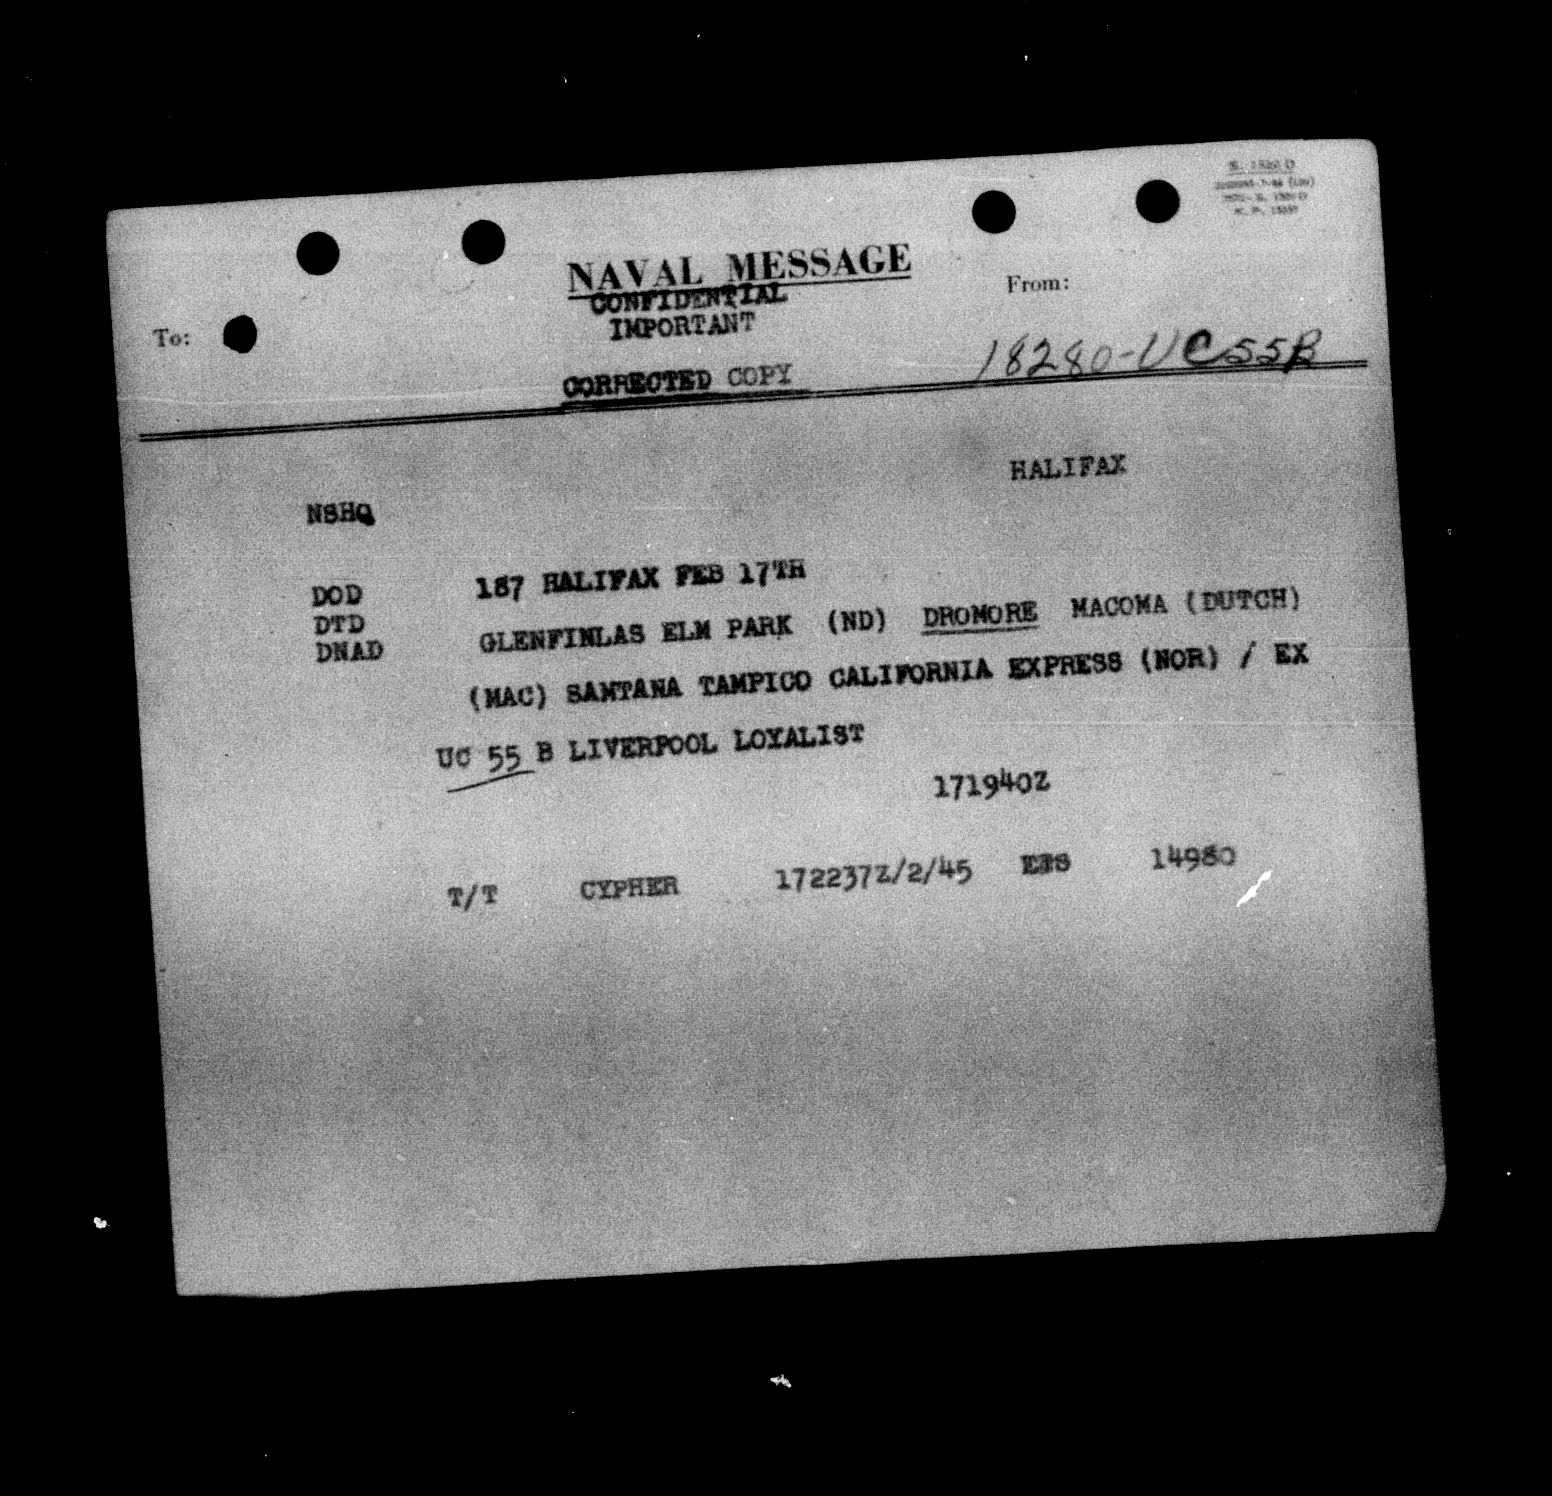 S. 1320 D
NAVAL MESSAGE
From:
CONFIDENTIAL
To:
IMPORTANT
18280-UC55B
CORRECTED COPY
HALIFAX
NSHQ
DOD 187 HALIFAX FEB 17TH
DTD GLENFINLAS ELM PARK (ND) DROMORE MACOMA (DUTCH)
DNAD
(MAC) SAMTANA TAMPICO CALIFORNIA EXPRESS (NOR) / EX
UC 55 B LIVERPOOL LOYALIST
171940Z
T/T CYPHER 172237Z/2/45 14980